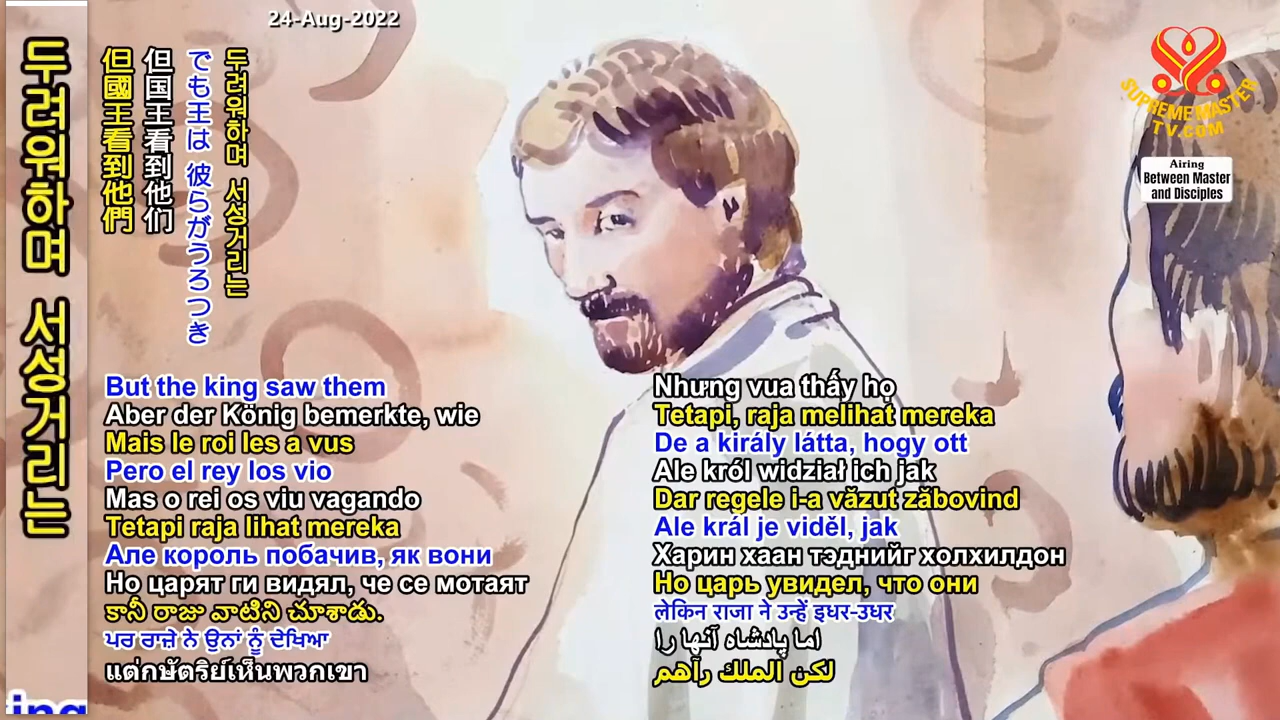 24-Aug-2022
두려워하며 서성거리는
但國王看到他們
但国王看到他们
でも王は 彼らがうろつき
두려워하며 서성거리는
SUPREME MASTER
TV.COM
Airing
Between Master
and Disciples
But the king saw them
Aber der König bemerkte, wie
Mais le roi les a vus
Pero el rey los vio
Mas o rei os viu vagando
Tetapi raja lihat mereka
Але король побачив, як вони
Но царят ги видял, че се мотаят
కానీ రాజు వాటిని చూశాడు.
ਪਰ ਰਾਜ਼ੇ ਨੇ ਉਨਾਂ ਨੂੰ ਦੇਖਿਆ
แต่กษัตริย์เห็นพวกเขา
Nhưng vua thấy họ
Tetapi, raja melihat mereka
De a király látta, hogy ott
Ale król widział ich jak
Dar regele i-a văzut zăbovind
Ale král je viděl, jak
Харин хаан тэднийг холхилдон
Но царь увидел, что они
लेकिन राजा ने उन्हें इधर-उधर
اما پادشاه آنها را
لكن الملك رآهم
ing